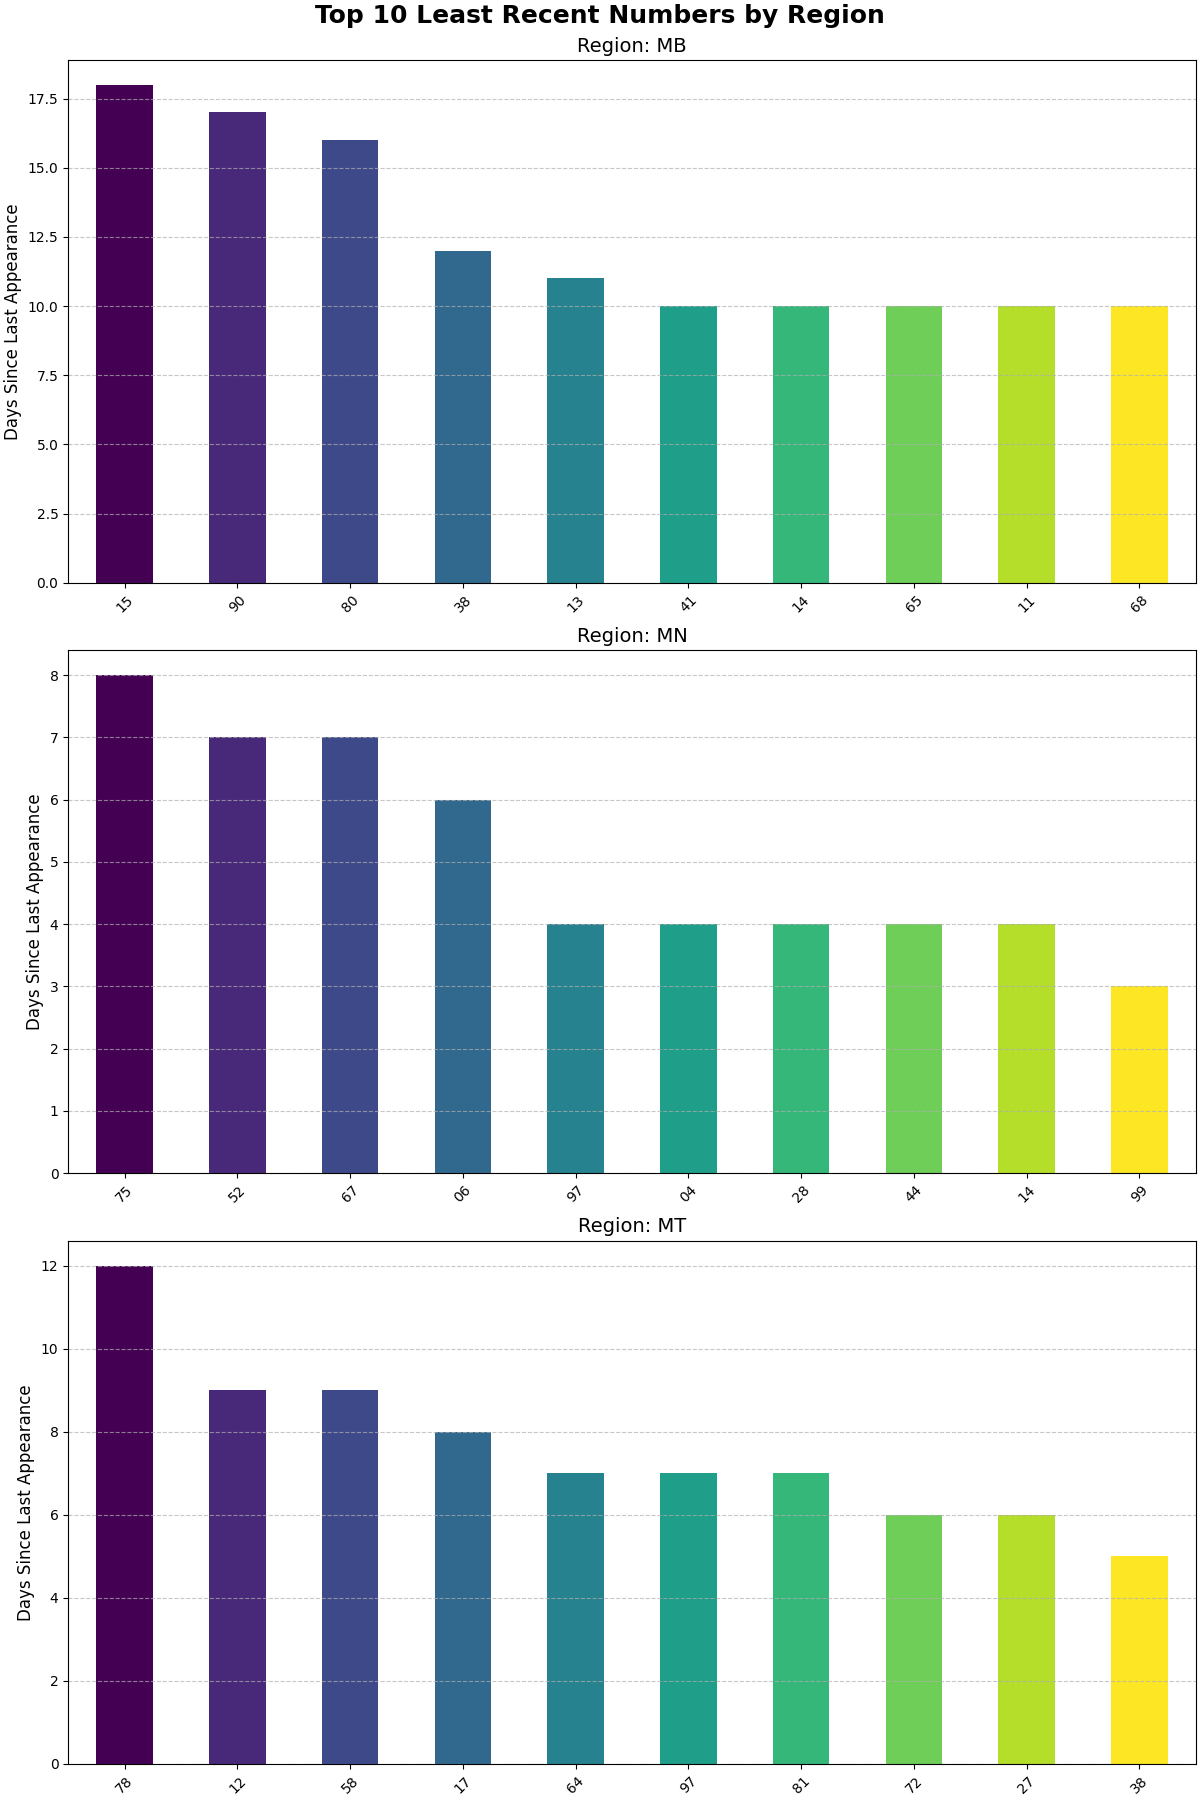 Top 10 Least Recent Numbers by Region
Region: MB
Days Since Last Appearance
17.5
15.0
12.5
10.0
7.5
5.0
2.5
0.0
15 90 80 38 13 41 14 65 11 68
Region: MN
Days Since Last Appearance
8
7
6
5
4
3
2
1
0
75 52 67 06 97 04 28 44 14 99
Region: MT
Days Since Last Appearance
12
10
8
6
4
2
0
78 12 58 17 64 97 81 72 27 38